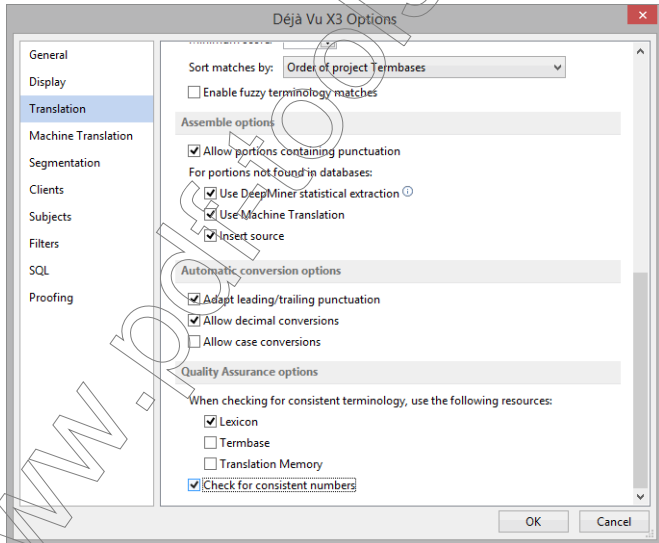 Déjà Vu X3 Options
General
Display
Translation
Machine Translation
Segmentation
Clients
Subjects
Filters
SQL
Proofing
Sort matches by: Order of project Termbases
Enable fuzzy terminology matches
Assemble options
Allow portions containing punctuation
For portions not found in databases:
Use DeepMiner statistical extraction
Use Machine Translation
Insert source
Automatic conversion options
Adapt leading/trailing punctuation
Allow decimal conversions
Allow case conversions
Quality Assurance options
When checking for consistent terminology, use the following resources:
Lexicon
Termbase
Translation Memory
Check for consistent numbers
OK Cancel